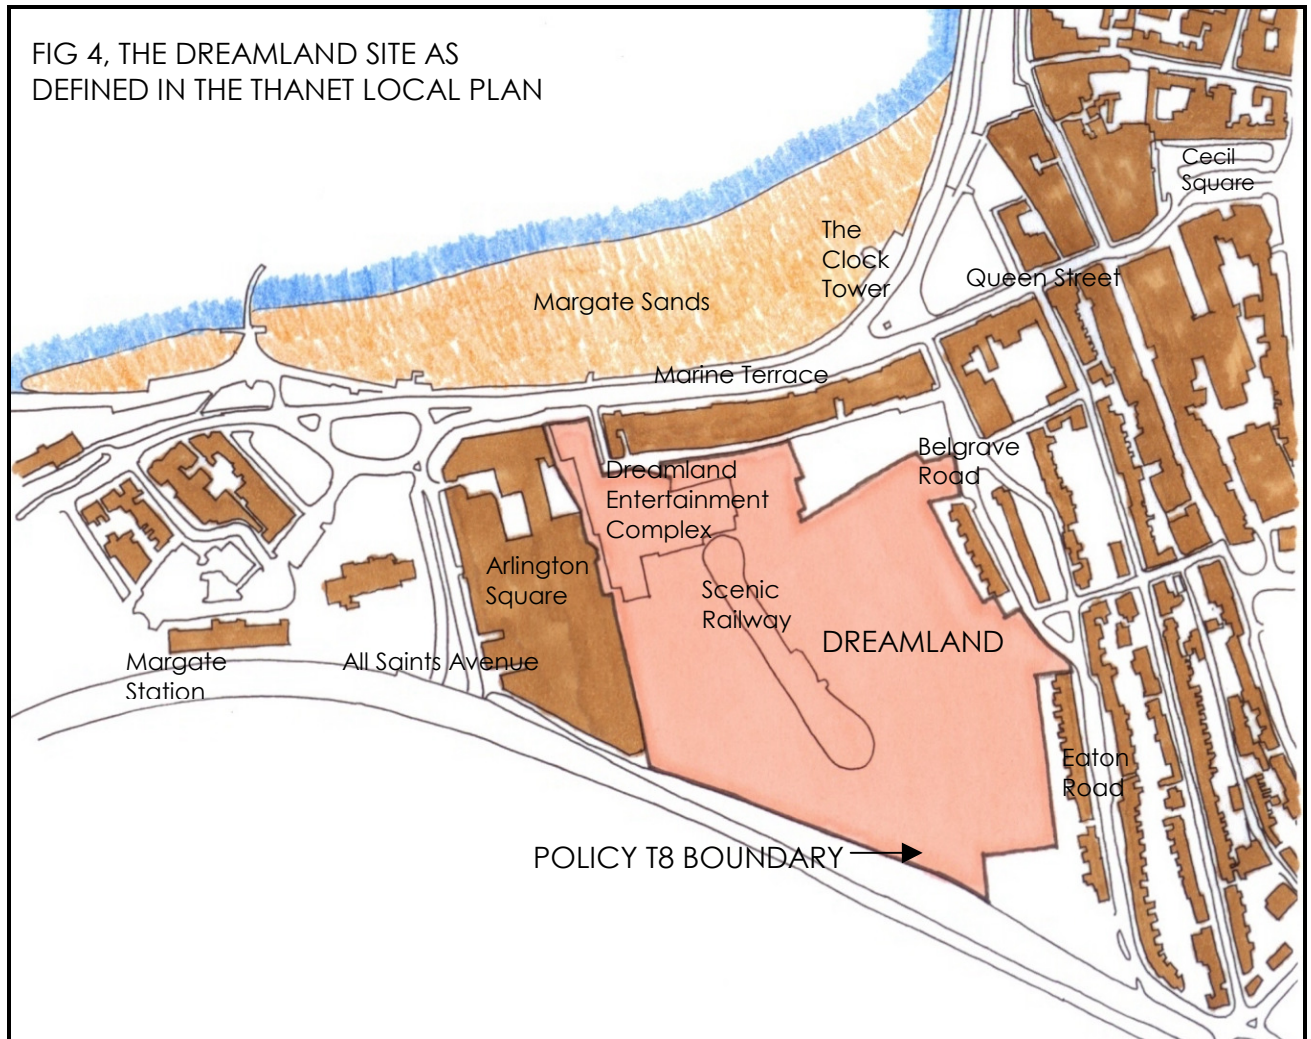 FIG 4, THE DREAMLAND SITE AS
DEFINED IN THE THANET LOCAL PLAN
Cecil
Square
The
Clock
Tower
Queen Street
Margate Sands
Marine Terrace
Belgrave
Road
Dreamland
Entertainment
Complex
Arlington
Square
Scenic
Railway
DREAMLAND
Margate
Station
All Saints Avenue
Eaton
Road
POLICY T8 BOUNDARY